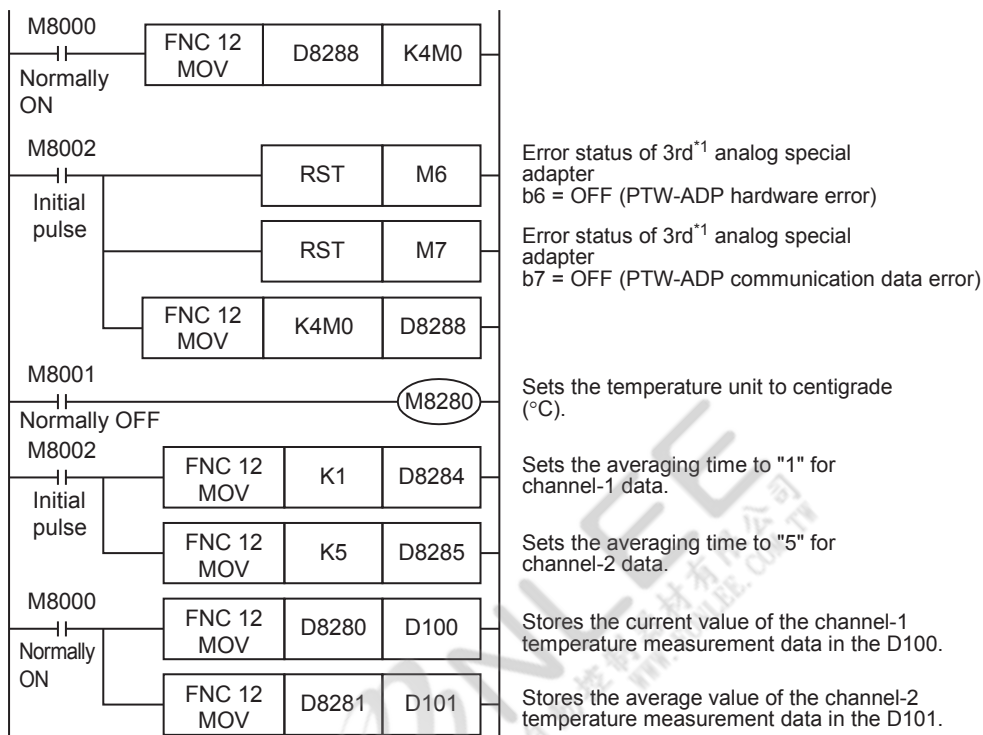 M8000
FNC 12
MOV
D8288
K4M0
Normally
ON
M8002
RST
M6
Error status of 3rd*1 analog special
adapter
b6 = OFF (PTW-ADP hardware error)
Initial
pulse
RST
M7
Error status of 3rd*1 analog special
adapter
b7 = OFF (PTW-ADP communication data error)
FNC 12
MOV
K4M0
D8288
M8001
M8280
Sets the temperature unit to centigrade
(°C).
Normally OFF
M8002
FNC 12
MOV
K1
D8284
Sets the averaging time to "1" for
channel-1 data.
Initial
pulse
FNC 12
MOV
K5
D8285
Sets the averaging time to "5" for
channel-2 data.
M8000
FNC 12
MOV
D8280
D100
Stores the current value of the channel-1
temperature measurement data in the D100.
Normally
ON
FNC 12
MOV
D8281
D101
Stores the average value of the channel-2
temperature measurement data in the D101.